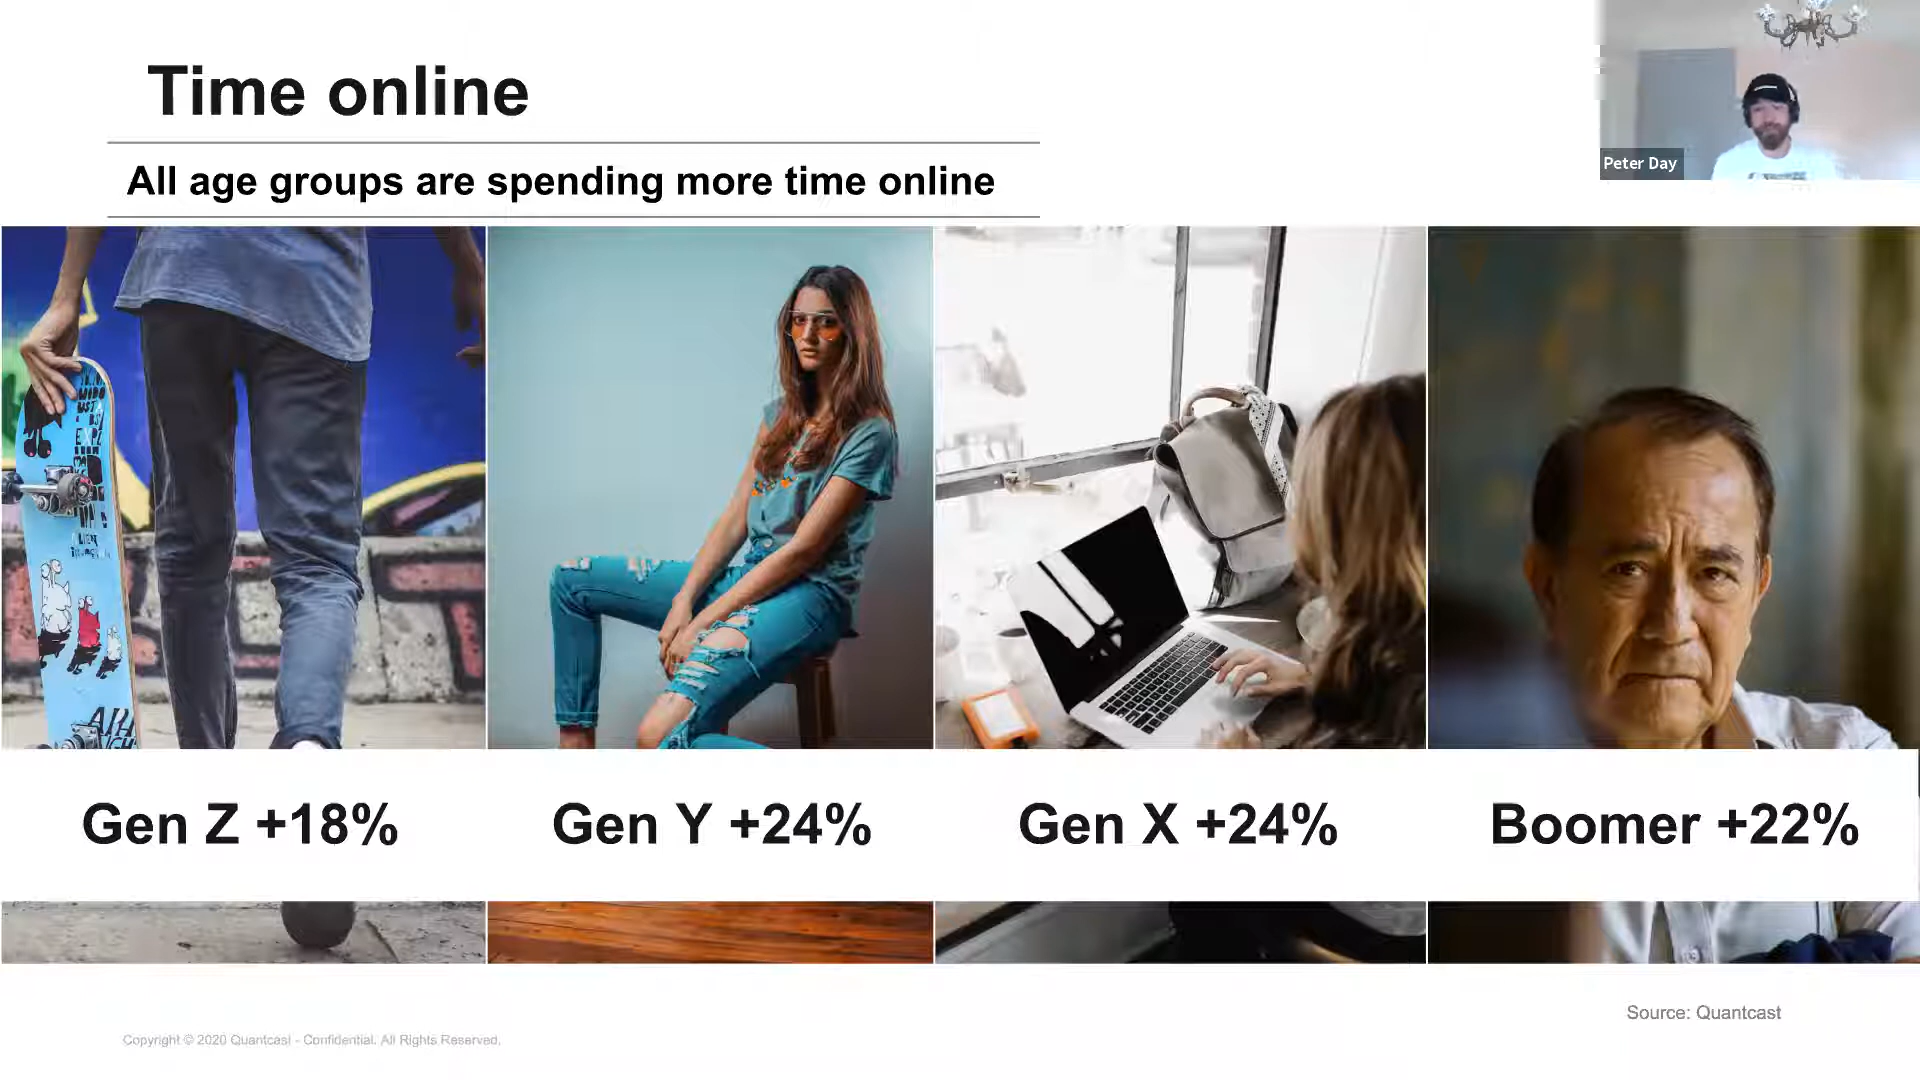 Time online
All age groups are spending more time online
Peter Day
Gen Z +18%
Gen Y +24%
Gen X +24%
Boomer +22%
Source: Quantcast
Copyright © 2020 Quantcast - Confidential. All Rights Reserved.